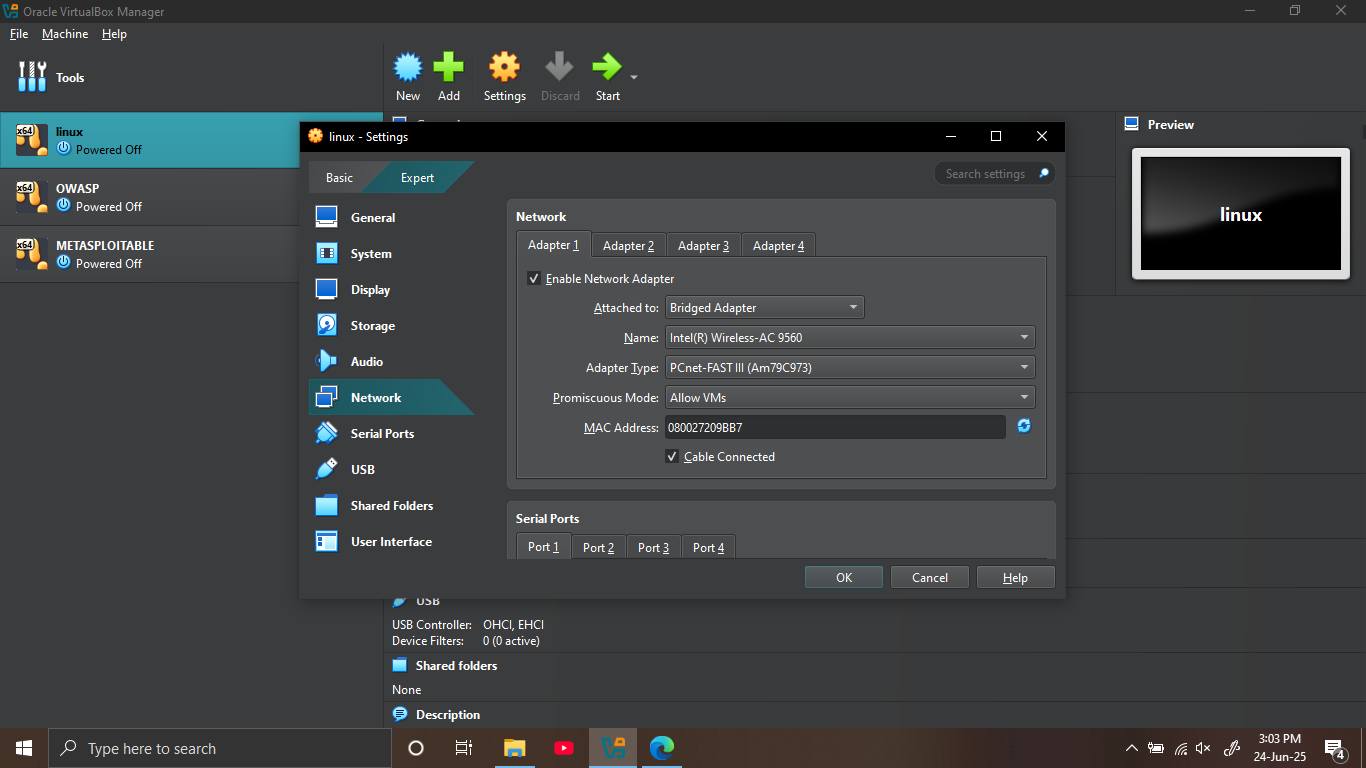 Oracle VirtualBox Manager
File Machine Help
Tools
New Add Settings Discard Start
x64 linux
Powered Off
x64 OWASP
Powered Off
x64 METASPLOITABLE
Powered Off
Preview
linux
linux - Settings
Basic Expert
Search settings
General
System
Display
Storage
Audio
Network
Serial Ports
USB
Shared Folders
User Interface
Network
Adapter 1 Adapter 2 Adapter 3 Adapter 4
Enable Network Adapter
Attached to: Bridged Adapter
Name: Intel(R) Wireless-AC 9560
Adapter Type: PCnet-FAST III (Am79C973)
Promiscuous Mode: Allow VMs
MAC Address: 080027209BB7
Cable Connected
Serial Ports
Port 1 Port 2 Port 3 Port 4
OK Cancel Help
USB
USB Controller: OHCI, EHCI
Device Filters: 0 (0 active)
Shared folders
None
Description
Type here to search
3:03 PM
24-Jun-25
4